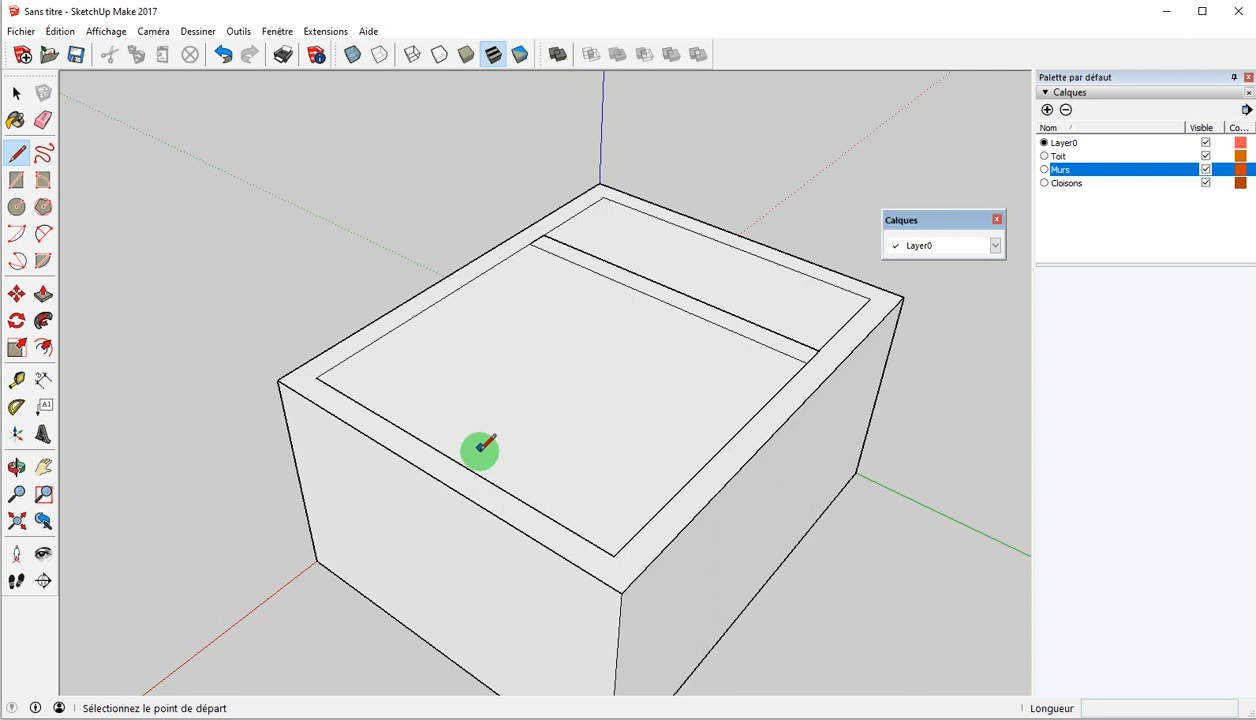 Sans titre - SketchUp Make 2017
Fichier Édition Affichage Caméra Dessiner Outils Fenêtre Extensions Aide
Palette par défaut
Calques
Nom Visible Co...
Layer0
Toit
Murs
Cloisons
Calques
Layer0
A1
Sélectionnez le point de départ
Longueur